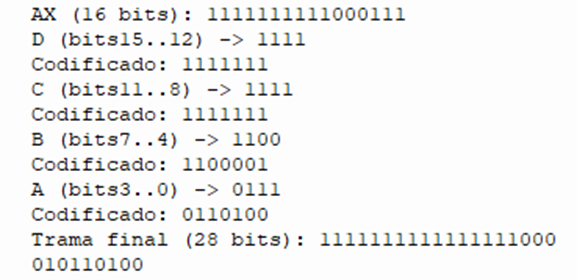 AX (16 bits): 1111111111000111
D (bits15..12) -> 1111
Codificado: 1111111
C (bits11..8) -> 1111
Codificado: 1111111
B (bits7..4) -> 1100
Codificado: 1100001
A (bits3..0) -> 0111
Codificado: 0110100
Trama final (28 bits): 1111111111111111000
010110100